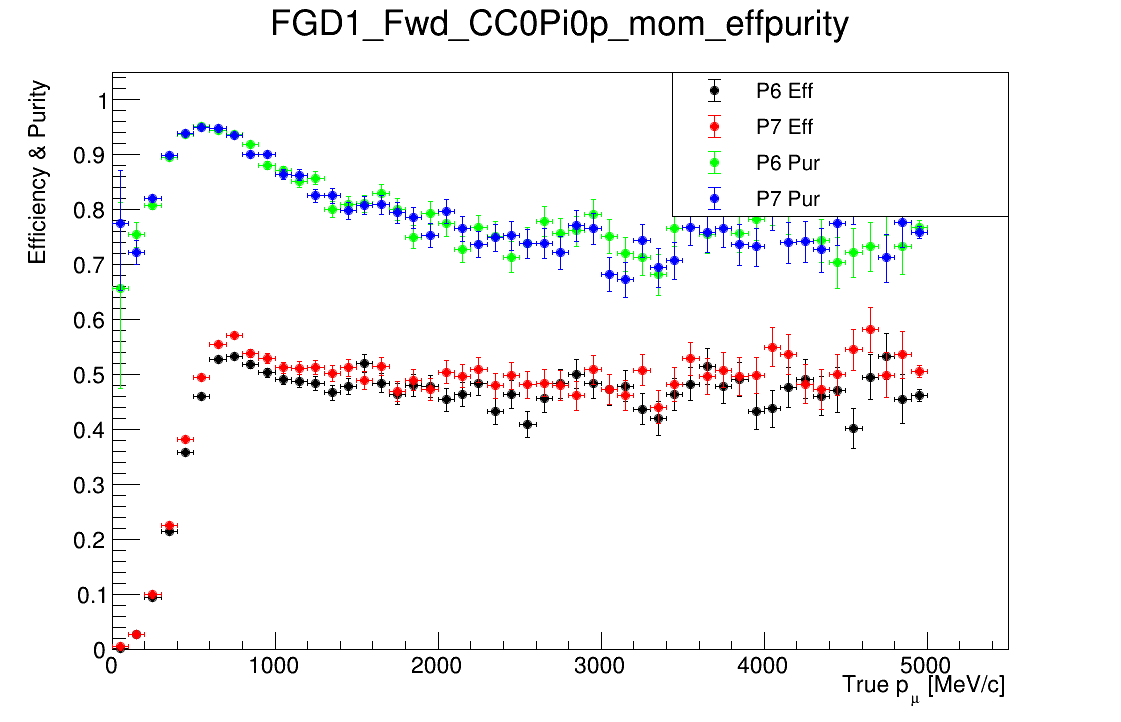 FGD1_Fwd_CC0Pi0p_mom_effpurity
Efficiency & Purity
P6 Eff
P7 Eff
P6 Pur
P7 Pur
1
0.9
0.8
0.7
0.6
0.5
0.4
0.3
0.2
0.1
0
0 1000 2000 3000 4000 5000
True pμ [MeV/c]